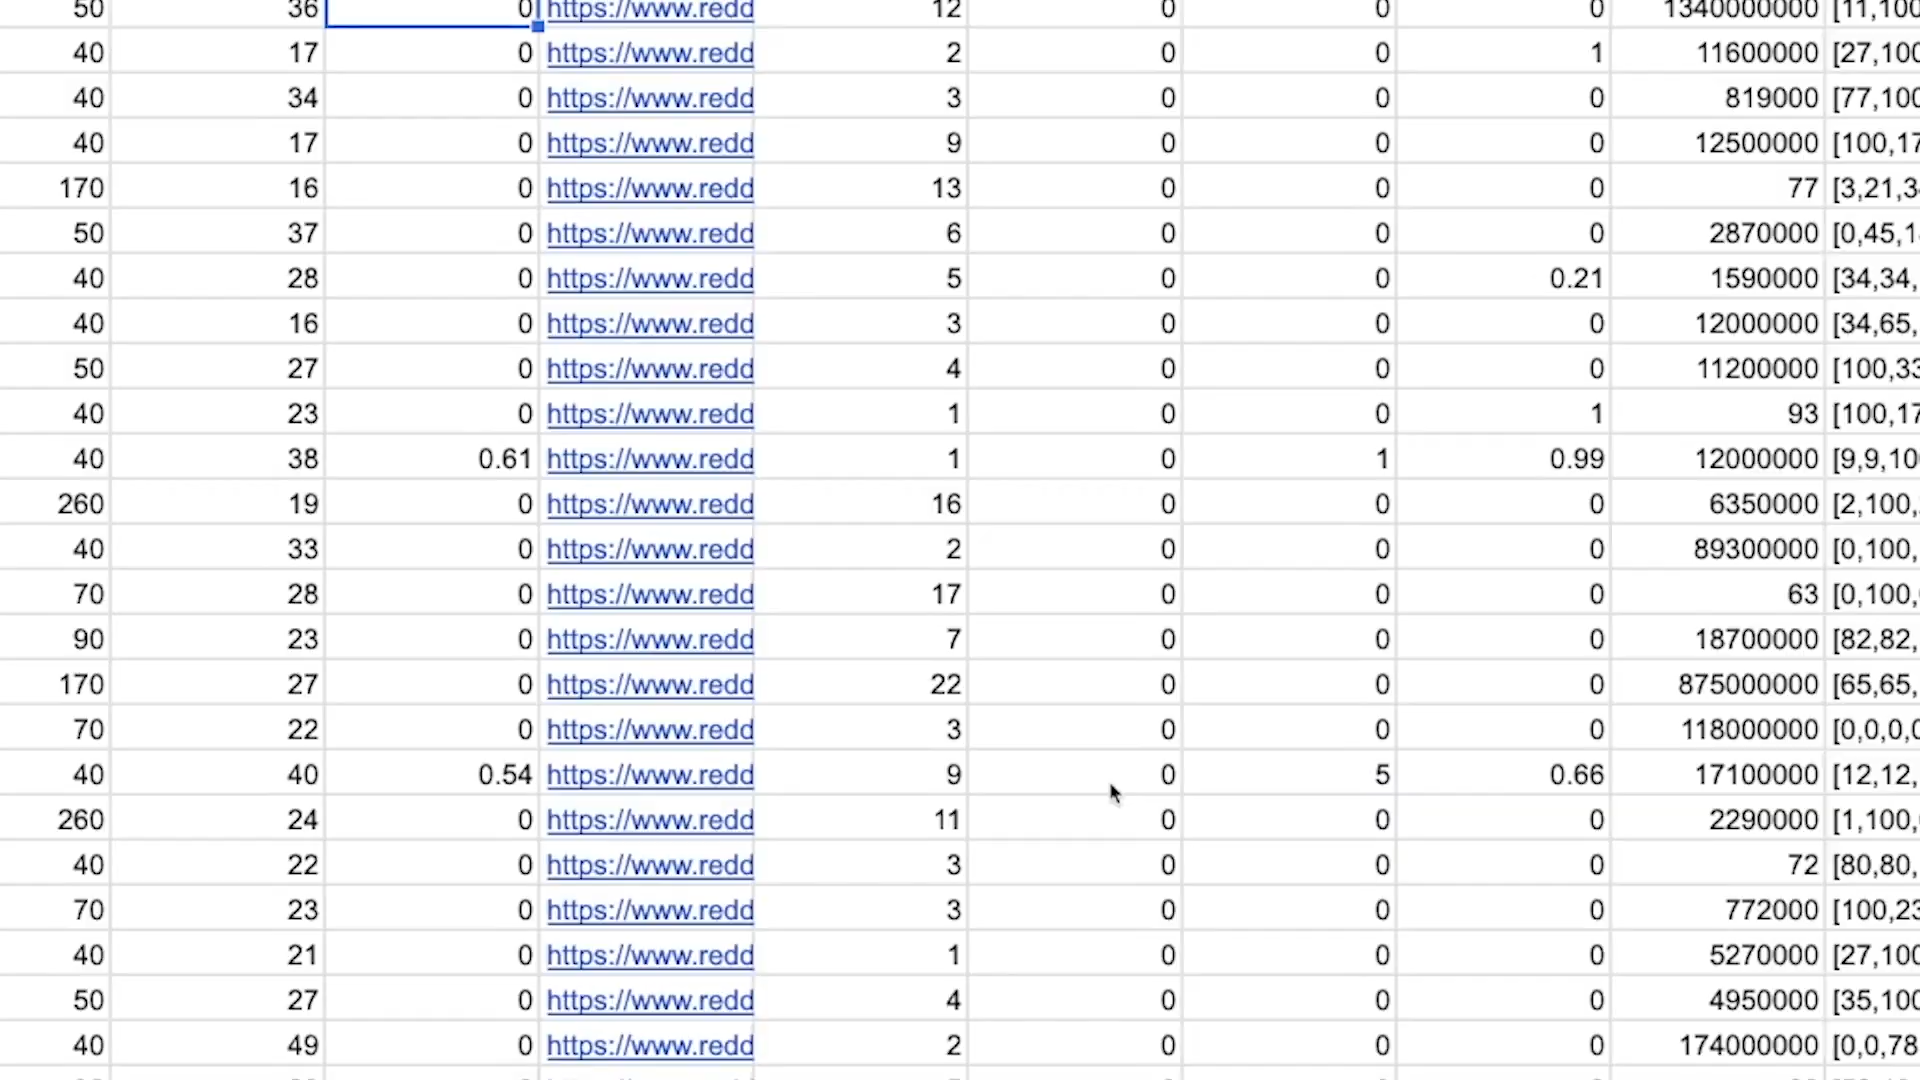 50 36 0 https://www.redd 12 0 0 0 1340000000 [11,100
40 17 0 https://www.redd 2 0 0 1 11600000 [27,100
40 34 0 https://www.redd 3 0 0 0 819000 [77,100
40 17 0 https://www.redd 9 0 0 0 12500000 [100,17
170 16 0 https://www.redd 13 0 0 0 77 [3,21,3
50 37 0 https://www.redd 6 0 0 0 2870000 [0,45,1
40 28 0 https://www.redd 5 0 0 0.21 1590000 [34,34,
40 16 0 https://www.redd 3 0 0 0 12000000 [34,65,
50 27 0 https://www.redd 4 0 0 0 11200000 [100,33
40 23 0 https://www.redd 1 0 0 1 93 [100,17
40 38 0.61 https://www.redd 1 0 1 0.99 12000000 [9,9,10
260 19 0 https://www.redd 16 0 0 0 6350000 [2,100,
40 33 0 https://www.redd 2 0 0 0 89300000 [0,100,
70 28 0 https://www.redd 17 0 0 0 63 [0,100,
90 23 0 https://www.redd 7 0 0 0 18700000 [82,82,
170 27 0 https://www.redd 22 0 0 0 875000000 [65,65,
70 22 0 https://www.redd 3 0 0 0 118000000 [0,0,0,0
40 40 0.54 https://www.redd 9 0 5 0.66 17100000 [12,12,
260 24 0 https://www.redd 11 0 0 0 2290000 [1,100,
40 22 0 https://www.redd 3 0 0 0 72 [80,80,
70 23 0 https://www.redd 3 0 0 0 772000 [100,23
40 21 0 https://www.redd 1 0 0 0 5270000 [27,100
50 27 0 https://www.redd 4 0 0 0 4950000 [35,100
40 49 0 https://www.redd 2 0 0 0 174000000 [0,0,78